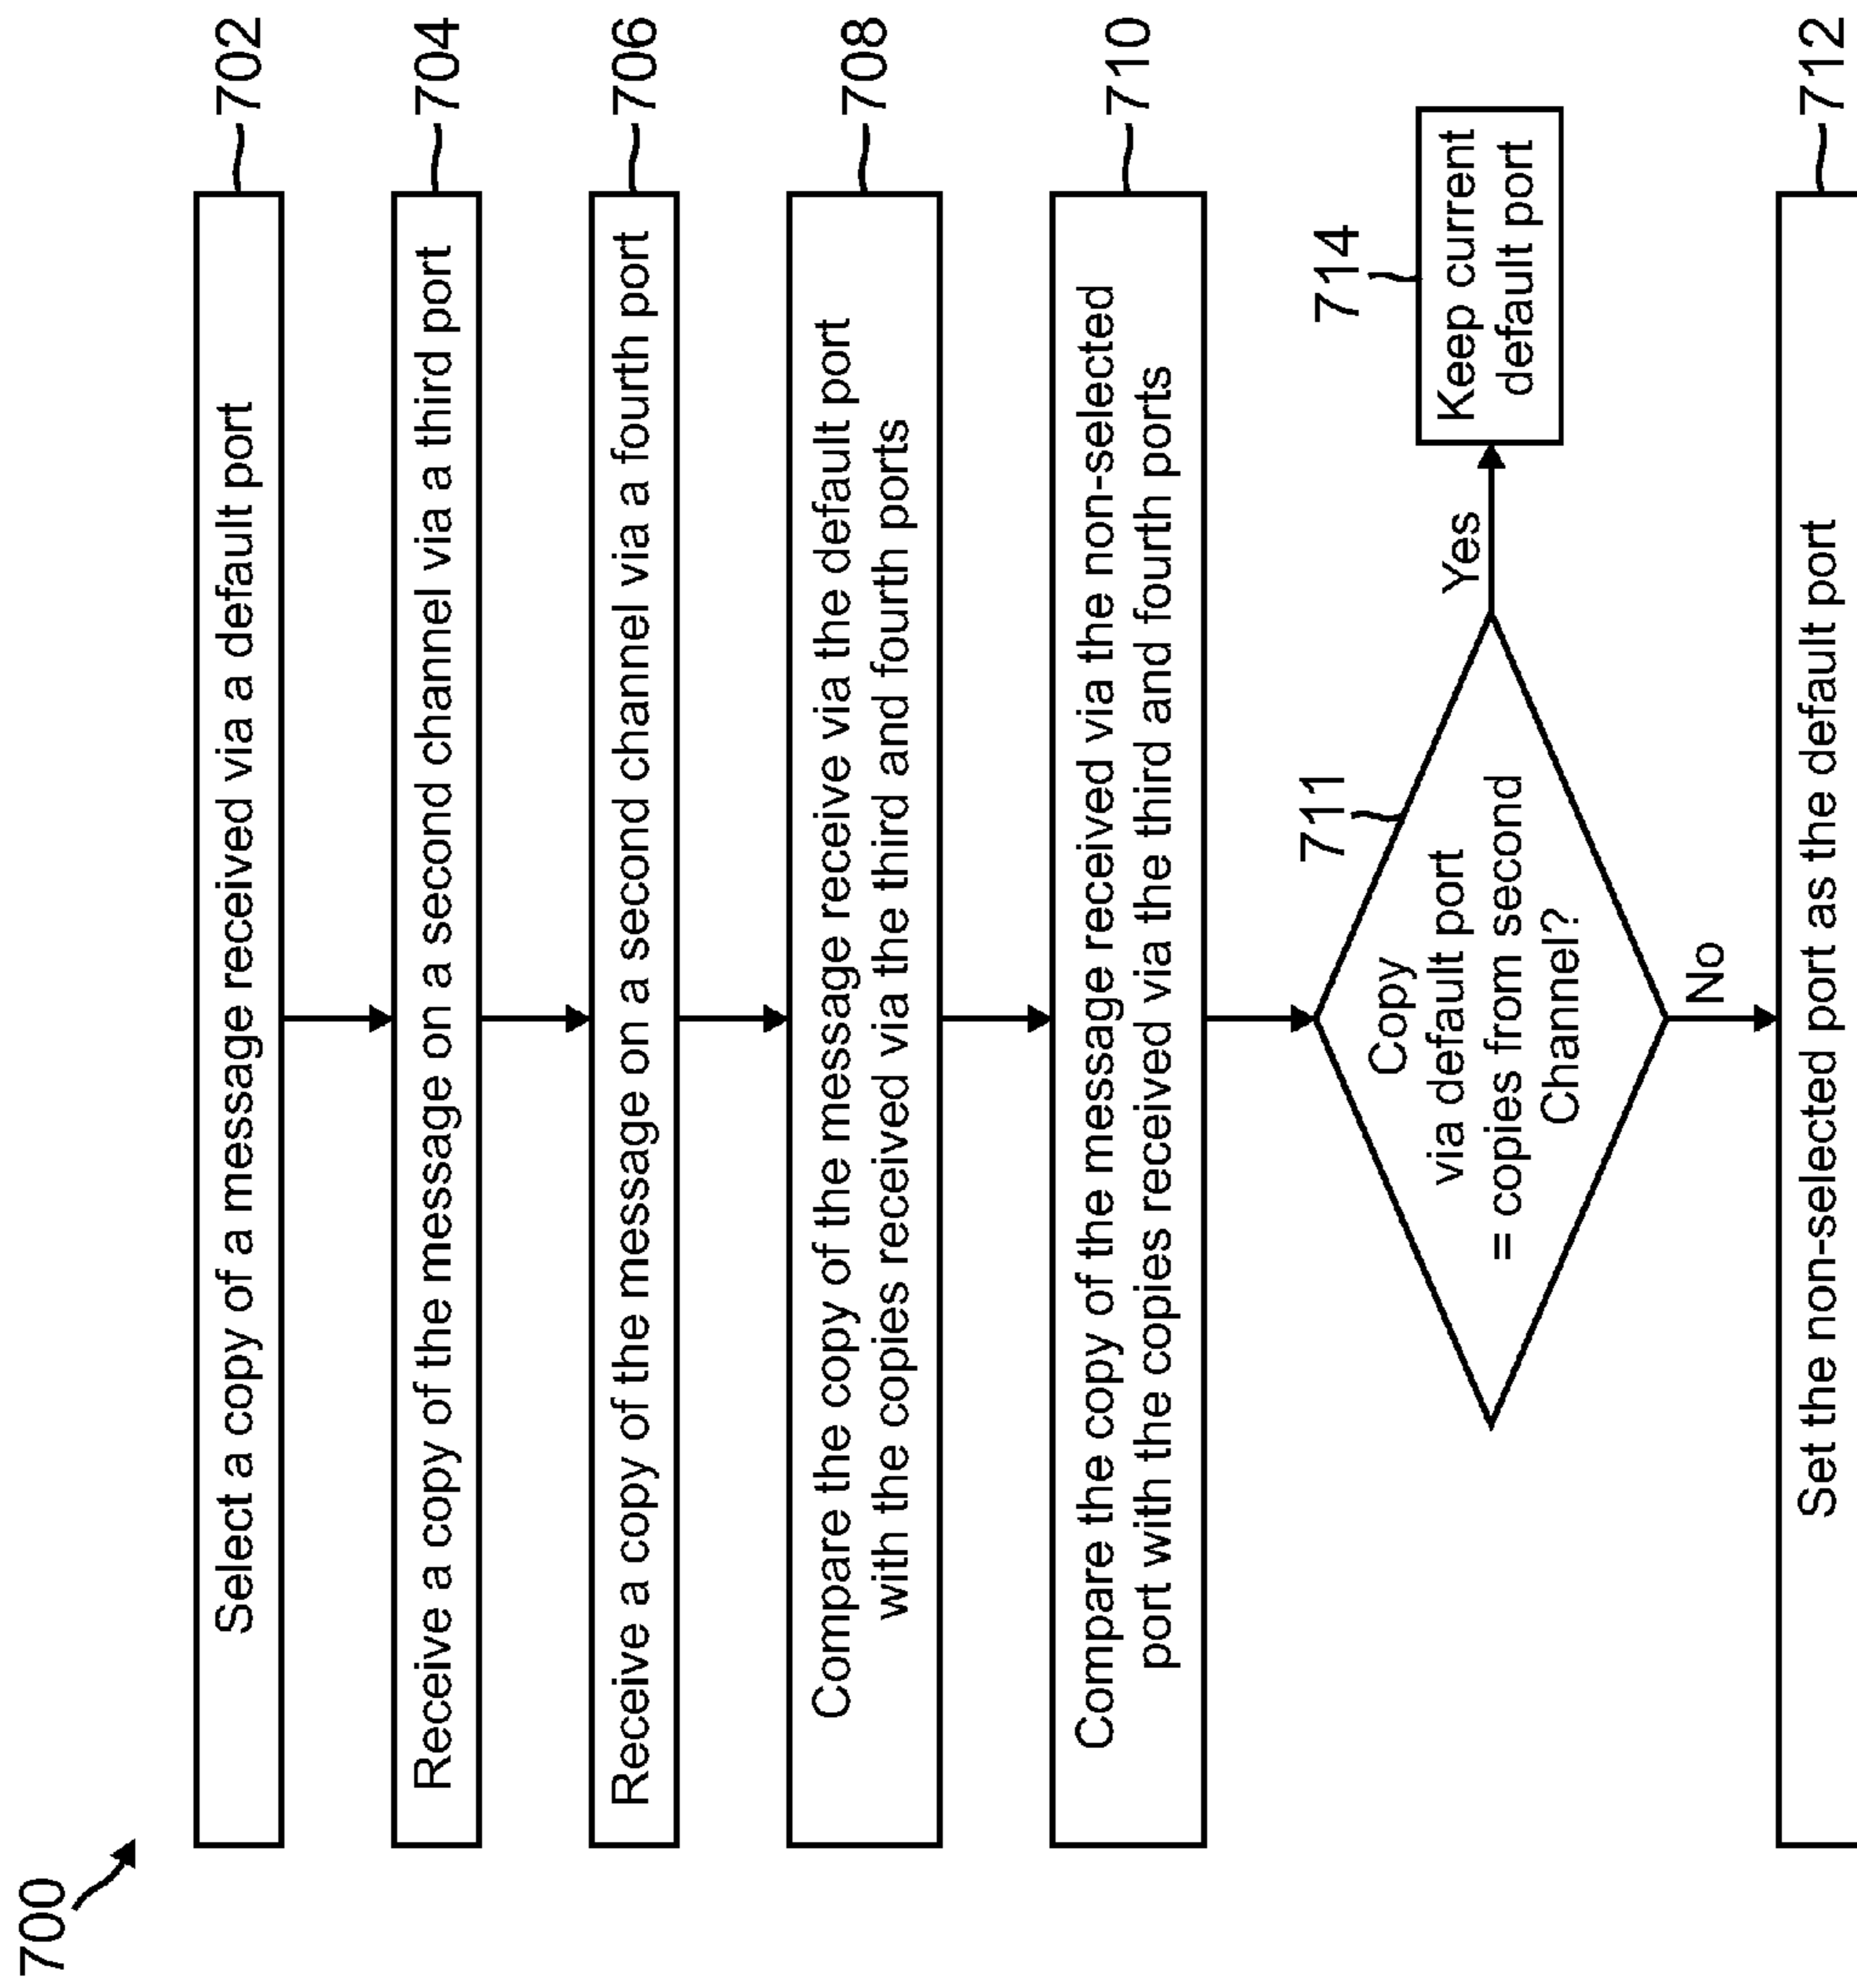 700
Select a copy of a message received via a default port
702
Receive a copy of the message on a second channel via a third port
704
Receive a copy of the message on a second channel via a fourth port
706
Compare the copy of the message receive via the default port
with the copies received via the third and fourth ports
708
Compare the copy of the message received via the non-selected
port with the copies received via the third and fourth ports
710
711
Copy
via default port
= copies from second
Channel?
Yes
714
Keep current
default port
No
Set the non-selected port as the default port
712